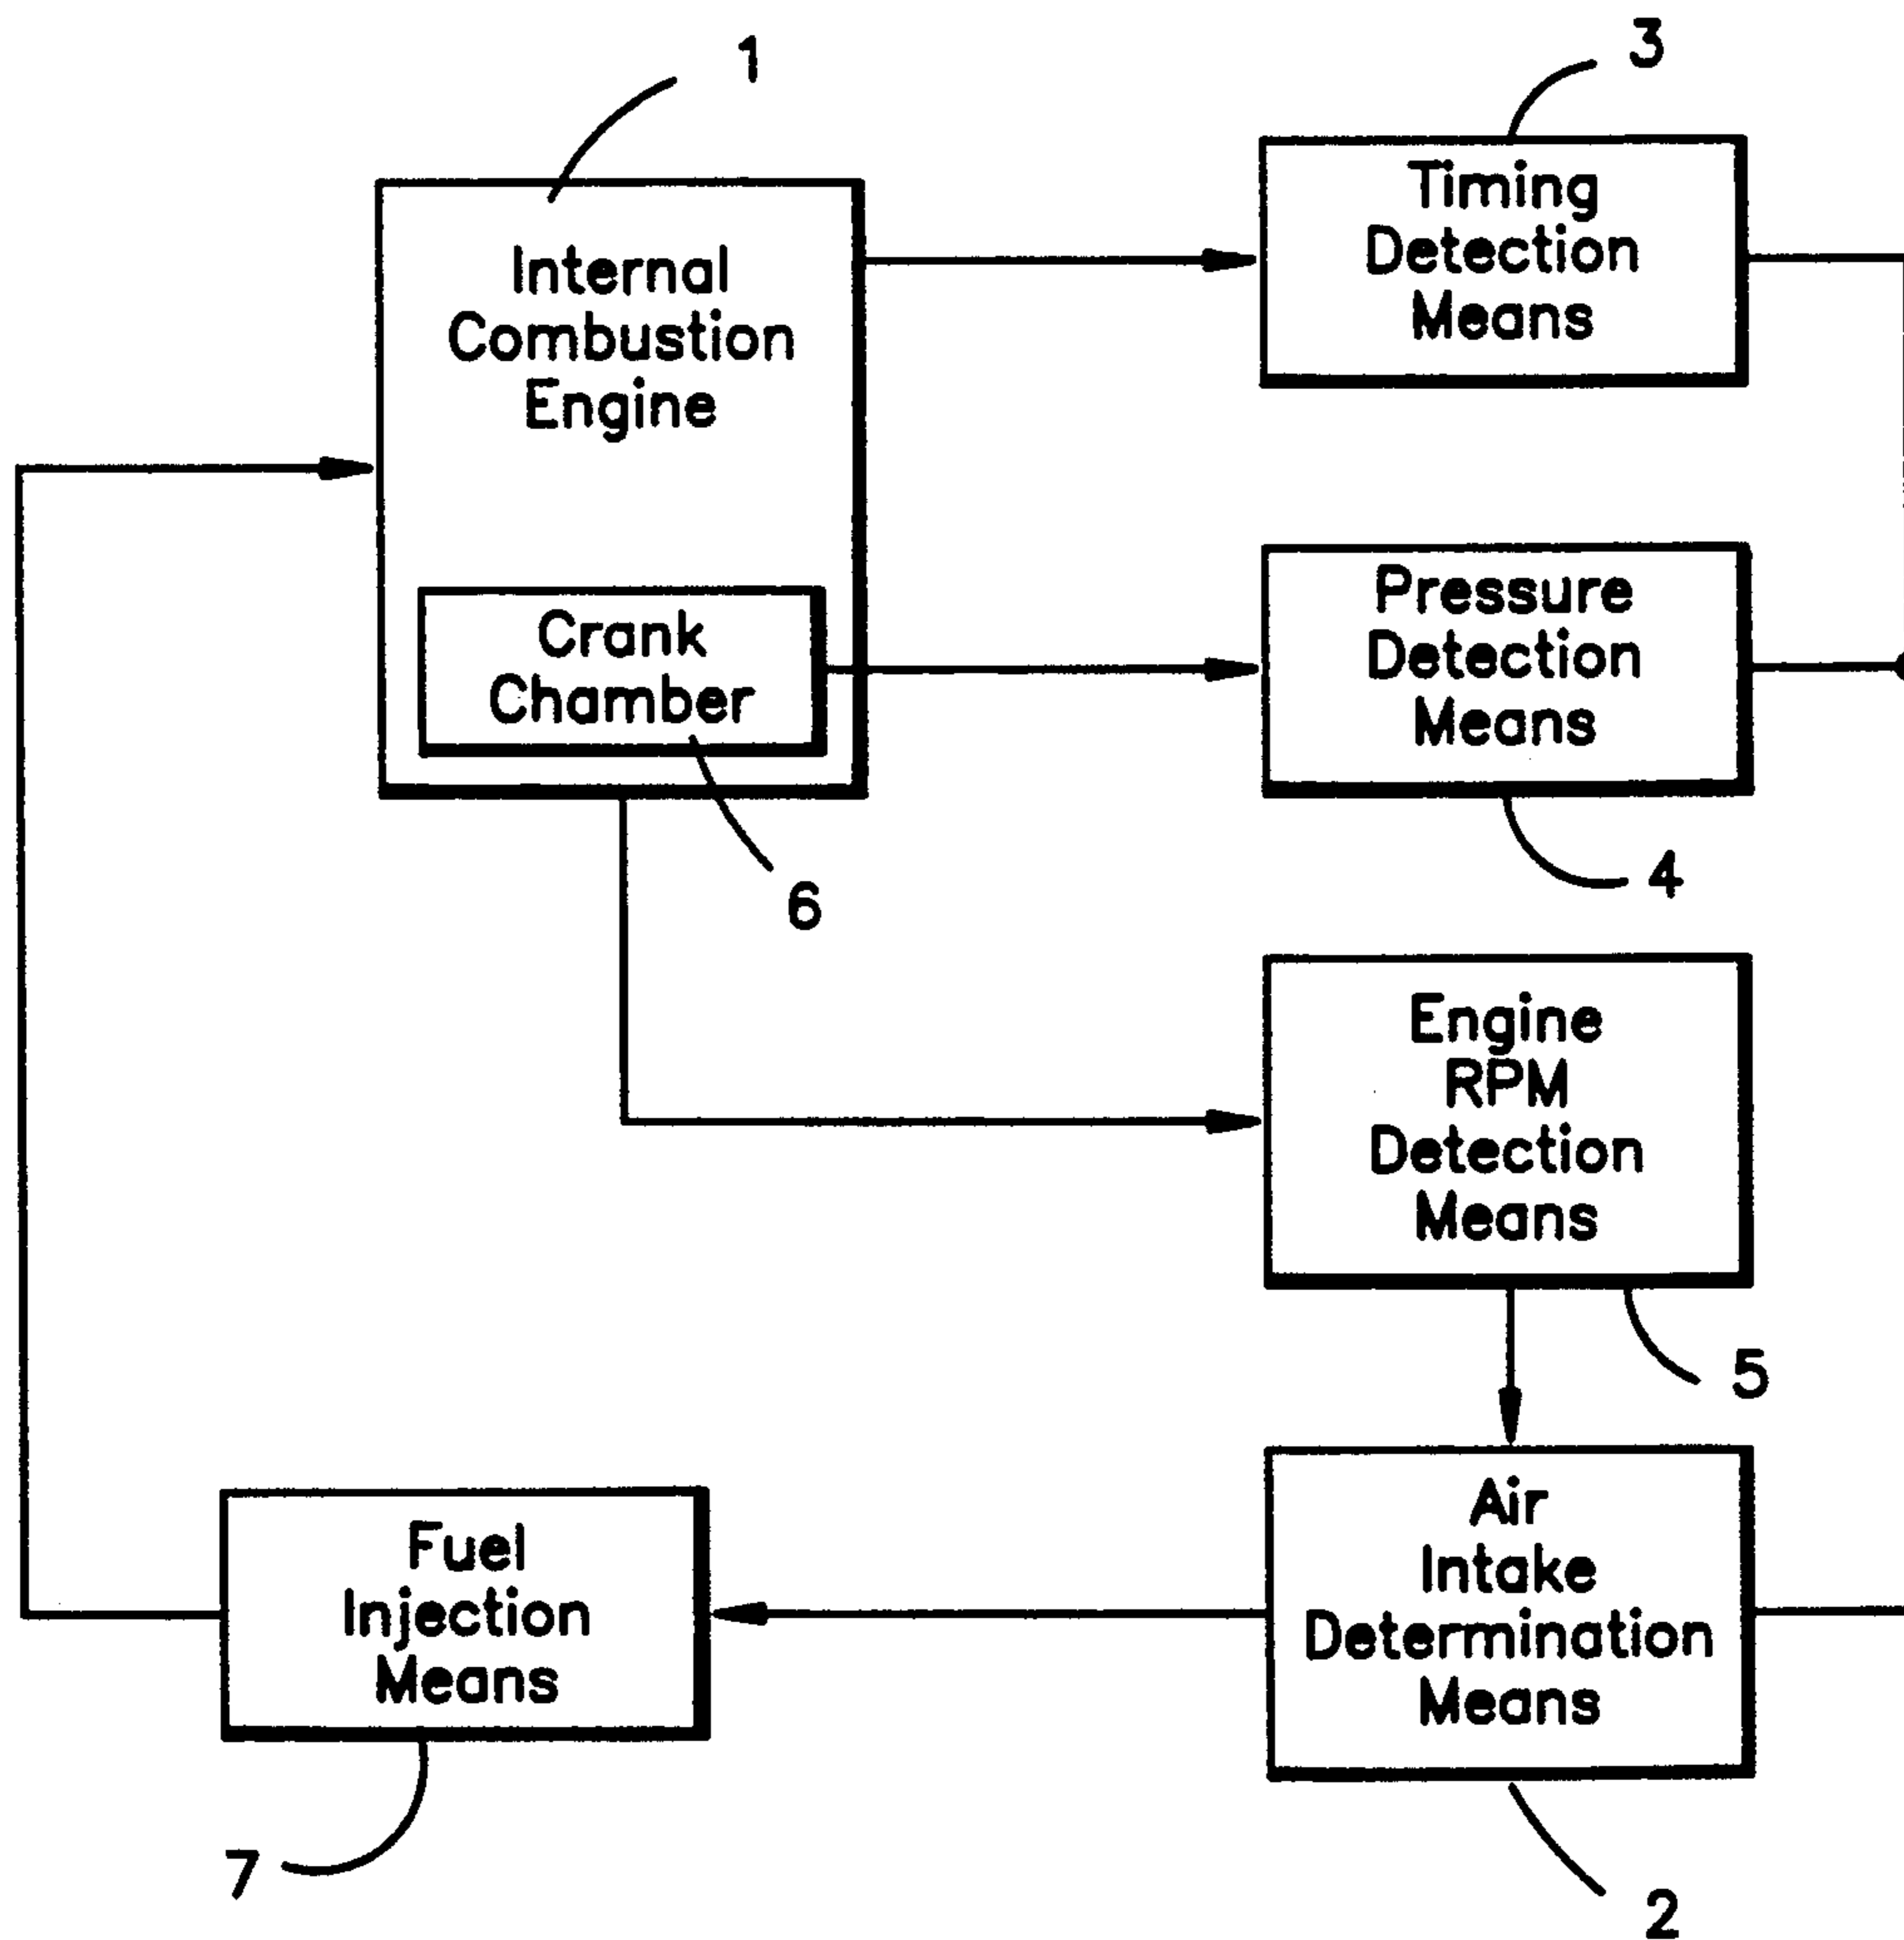 1
3
Internal
Combustion
Engine
Timing
Detection
Means
Crank
Chamber
Pressure
Detection
Means
6
4
Engine
RPM
Detection
Means
5
Fuel
Injection
Means
Air
Intake
Determination
Means
7
2